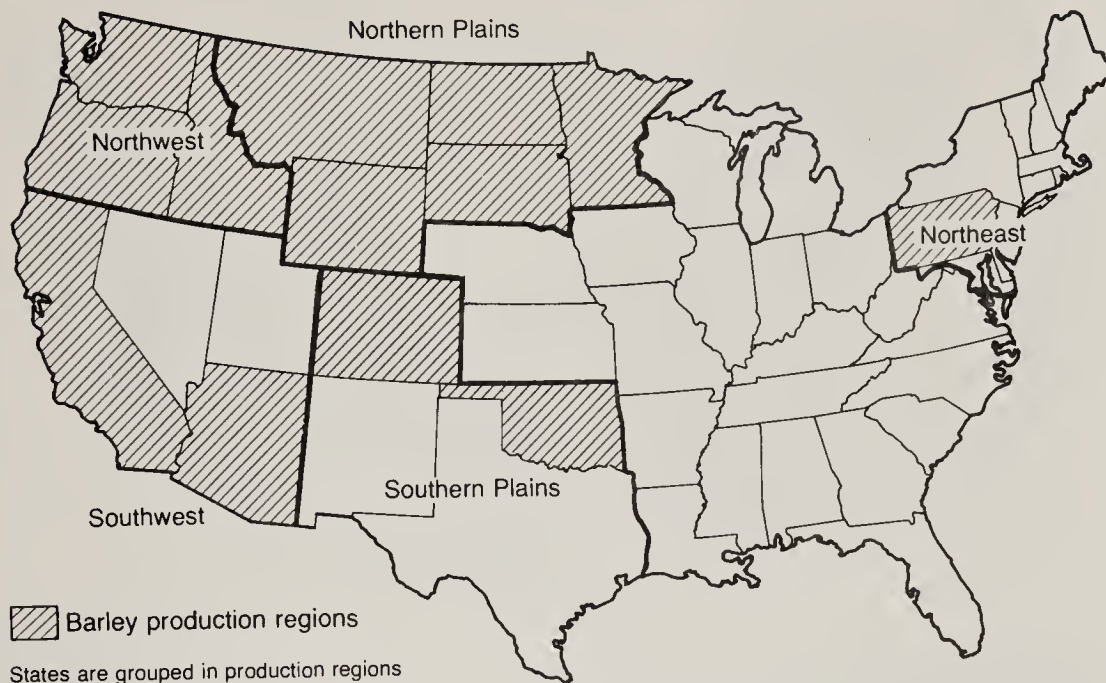 Northern Plains
Northwest
Northeast
Southern Plains
Southwest
Barley production regions
States are grouped in production regions